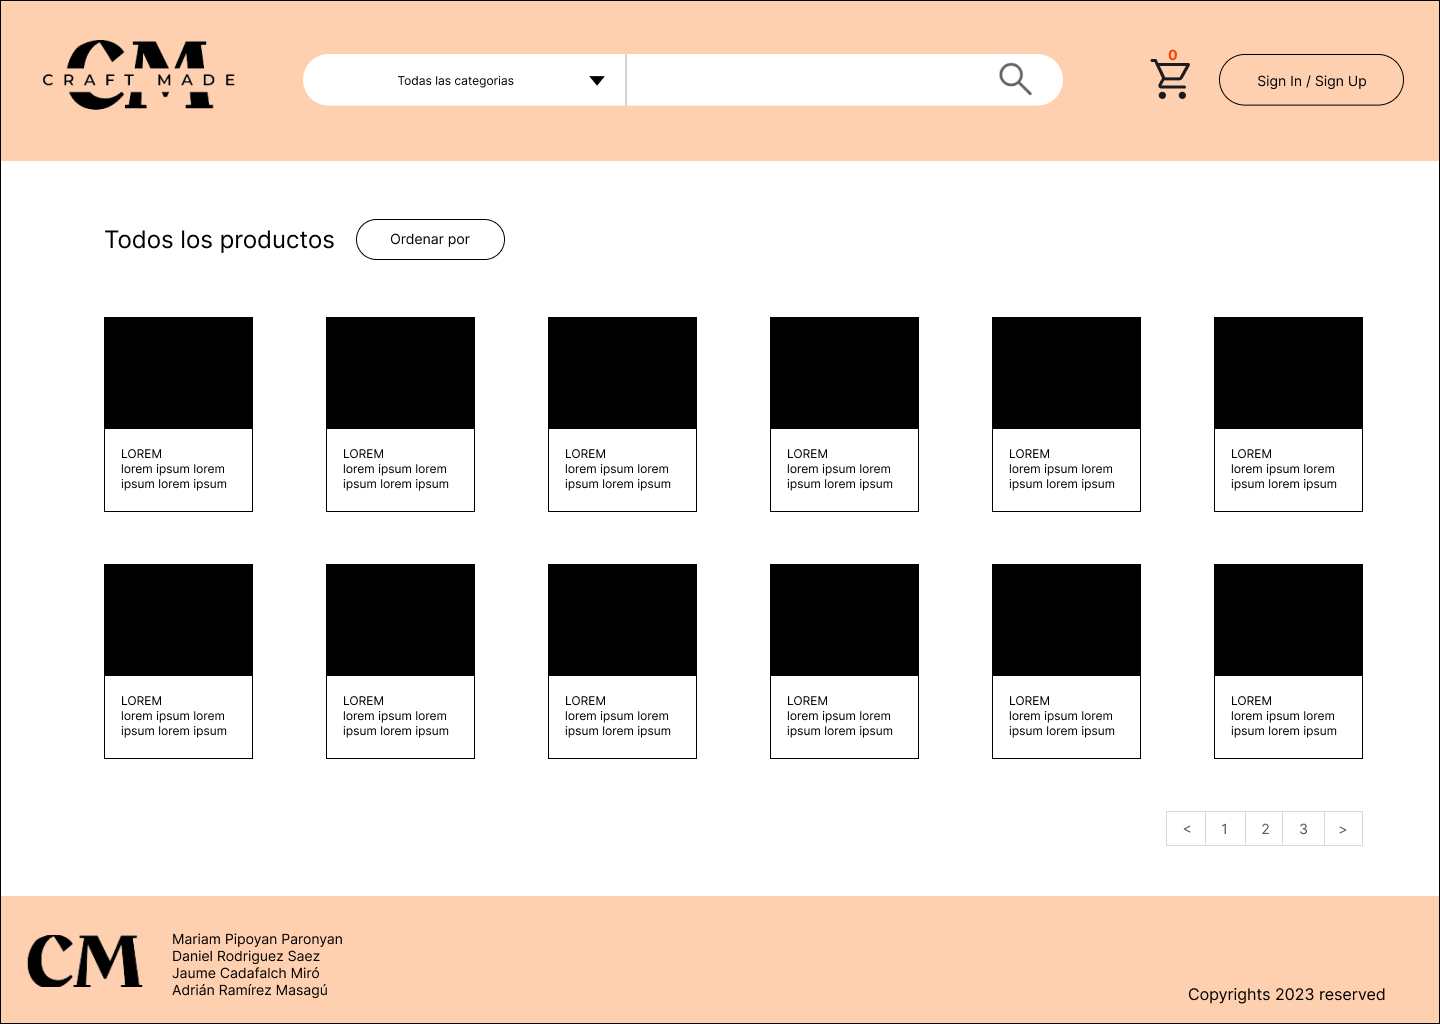 CM
CRAFT MADE
Todas las categorias
0
Sign In / Sign Up
Todos los productos
Ordenar por
LOREM
lorem ipsum lorem
ipsum lorem ipsum
LOREM
lorem ipsum lorem
ipsum lorem ipsum
LOREM
lorem ipsum lorem
ipsum lorem ipsum
LOREM
lorem ipsum lorem
ipsum lorem ipsum
LOREM
lorem ipsum lorem
ipsum lorem ipsum
LOREM
lorem ipsum lorem
ipsum lorem ipsum
LOREM
lorem ipsum lorem
ipsum lorem ipsum
LOREM
lorem ipsum lorem
ipsum lorem ipsum
LOREM
lorem ipsum lorem
ipsum lorem ipsum
LOREM
lorem ipsum lorem
ipsum lorem ipsum
LOREM
lorem ipsum lorem
ipsum lorem ipsum
LOREM
lorem ipsum lorem
ipsum lorem ipsum
< 1 2 3 >
CM
Mariam Pipoyan Paronyan
Daniel Rodriguez Saez
Jaume Cadafalch Miró
Adrián Ramírez Masagú
Copyrights 2023 reserved